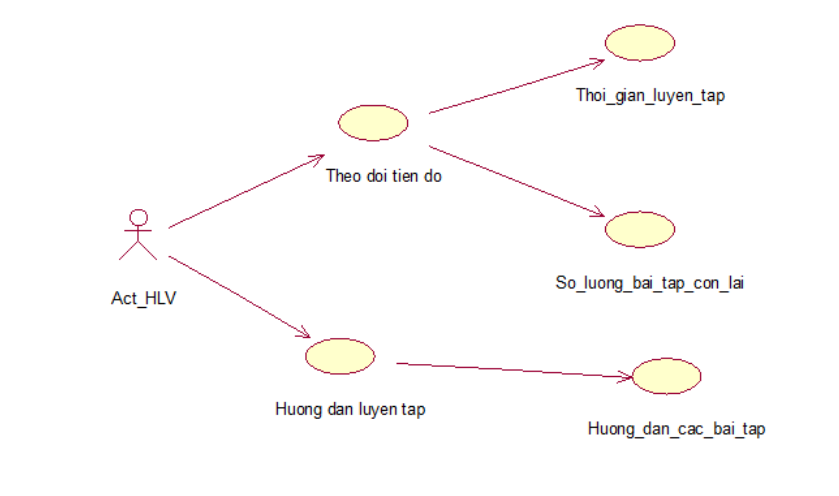 Thoi_gian_luyen_tap
Theo doi tien do
So_luong_bai_tap_con_lai
Act_HLV
Huong dan luyen tap
Huong_dan_cac_bai_tap